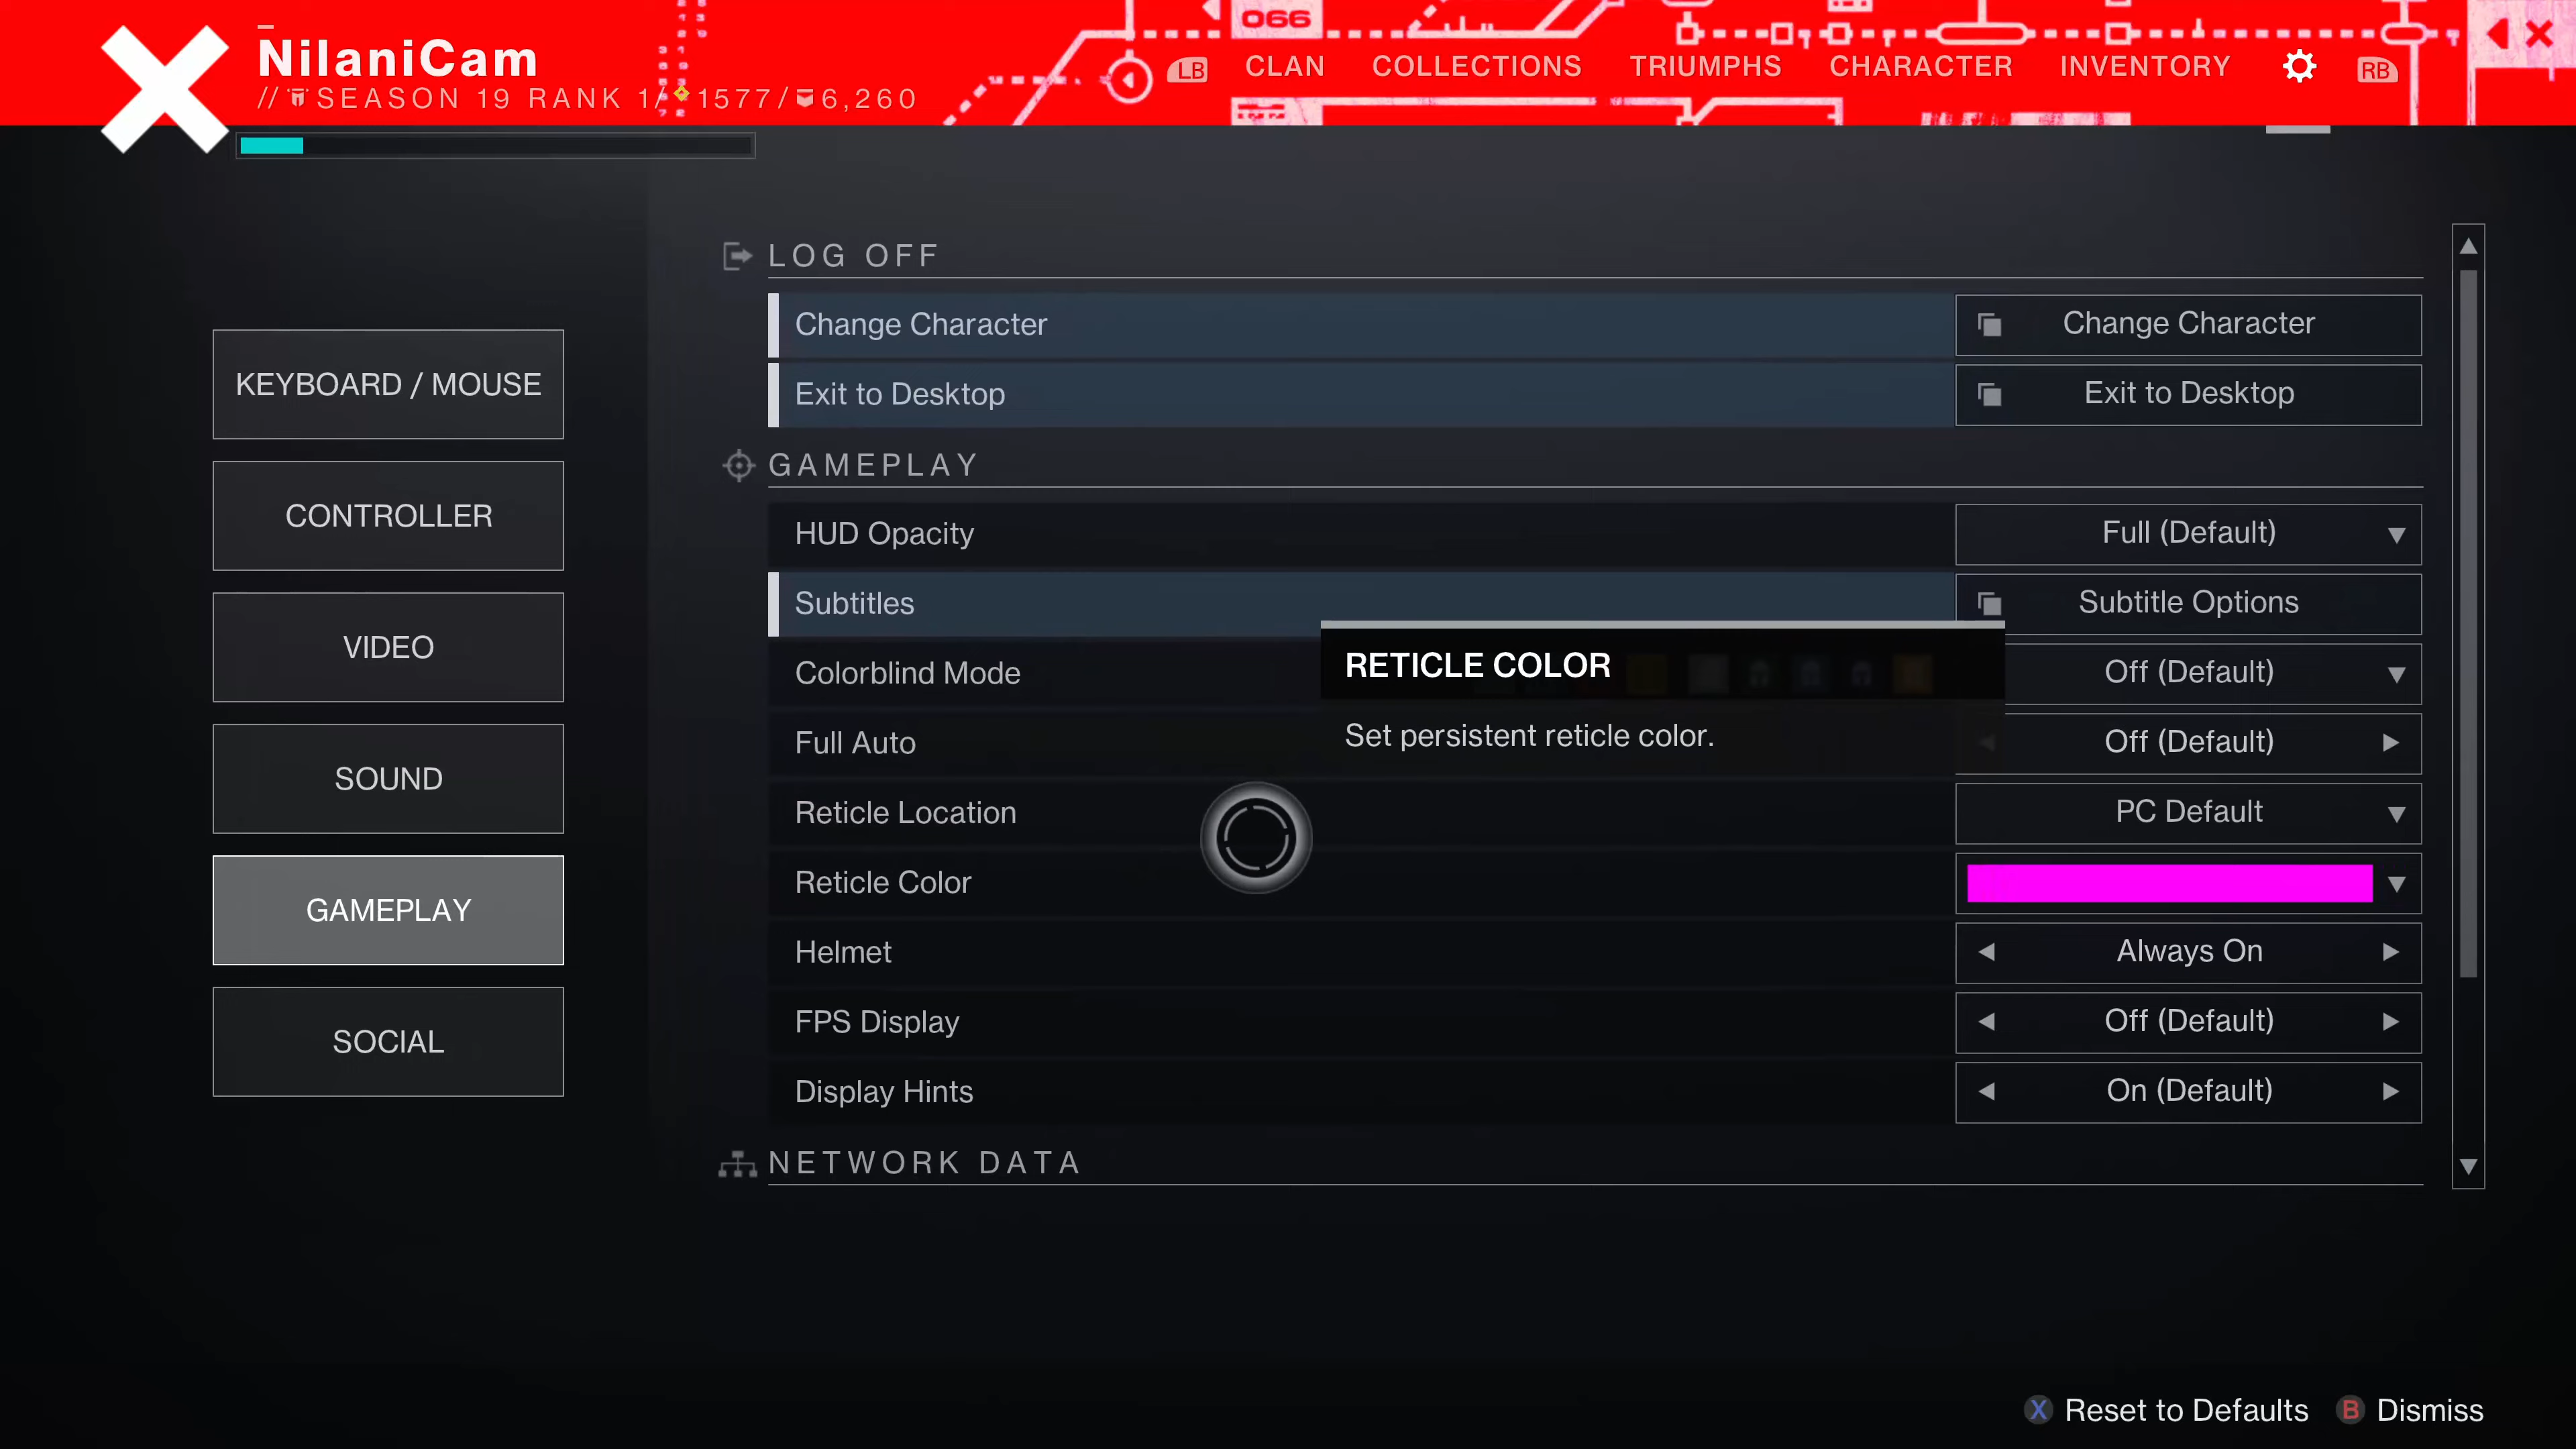 NilaniCam
// SEASON 19 RANK 1/ 1577/ 6,260
066
LB CLAN COLLECTIONS TRIUMPHS CHARACTER INVENTORY RB
LOG OFF
Change Character Change Character
Exit to Desktop Exit to Desktop
GAMEPLAY
HUD Opacity Full (Default)
Subtitles Subtitle Options
Colorblind Mode Off (Default)
Full Auto Off (Default)
Reticle Location PC Default
Reticle Color
Helmet Always On
FPS Display Off (Default)
Display Hints On (Default)
NETWORK DATA
RETICLE COLOR
Set persistent reticle color.
KEYBOARD / MOUSE
CONTROLLER
VIDEO
SOUND
GAMEPLAY
SOCIAL
X Reset to Defaults B Dismiss